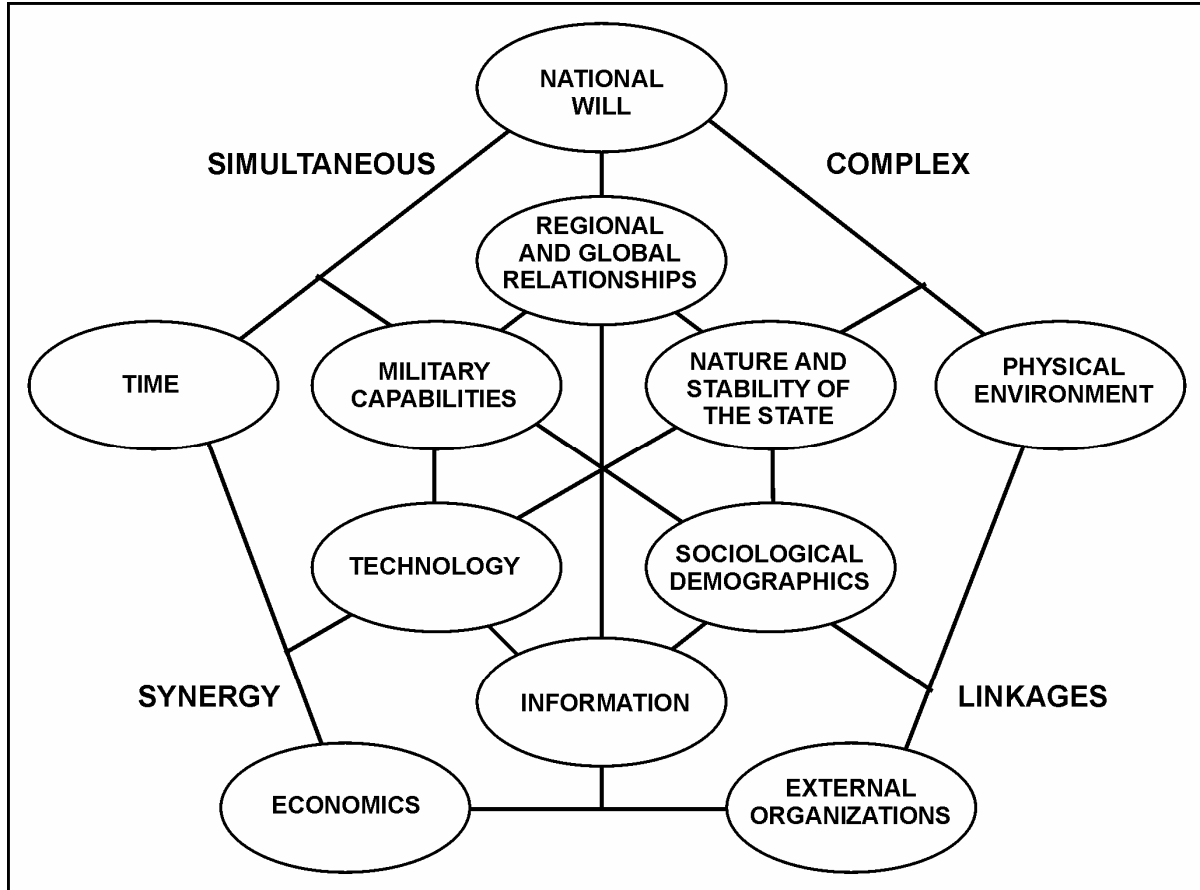 NATIONAL
WILL
SIMULTANEOUS
COMPLEX
REGIONAL
AND GLOBAL
RELATIONSHIPS
TIME
MILITARY
CAPABILITIES
NATURE AND
STABILITY OF
THE STATE
PHYSICAL
ENVIRONMENT
TECHNOLOGY
SOCIOLOGICAL
DEMOGRAPHICS
SYNERGY
INFORMATION
LINKAGES
ECONOMICS
EXTERNAL
ORGANIZATIONS